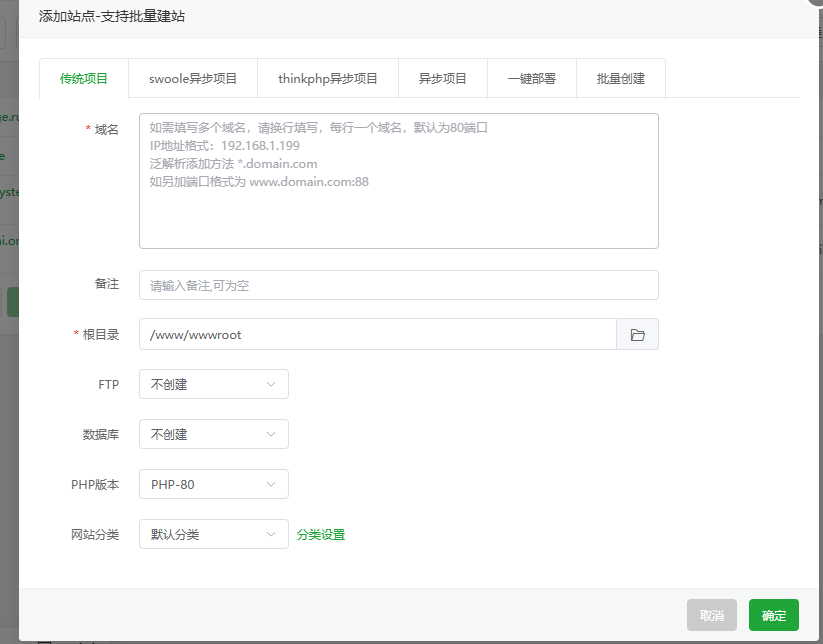 添加站点-支持批量建站
传统项目 swoole异步项目 thinkphp异步项目 异步项目 一键部署 批量创建
* 域名
如需填写多个域名，请换行填写，每行一个域名，默认为80端口
IP地址格式：192.168.1.199
泛解析添加方法 *.domain.com
如另加端口格式为 www.domain.com:88
备注 请输入备注,可为空
* 根目录 /www/wwwroot
FTP 不创建
数据库 不创建
PHP版本 PHP-80
网站分类 默认分类 分类设置
取消 确定